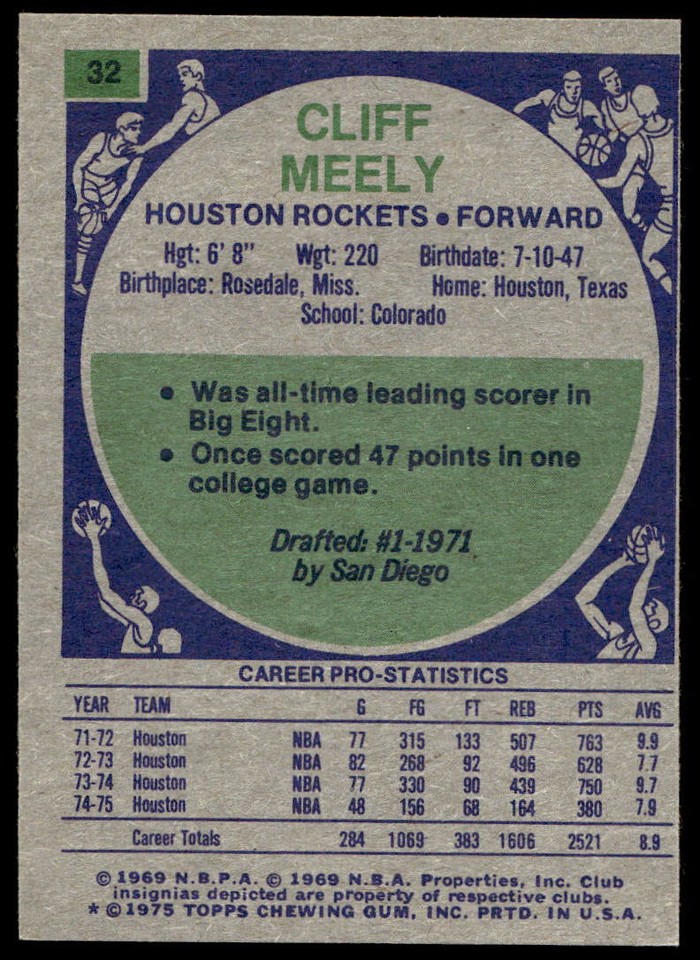 32
CLIFF
MEELY
HOUSTON ROCKETS • FORWARD
Hgt: 6' 8" Wgt: 220 Birthdate: 7-10-47
Birthplace: Rosedale, Miss. Home: Houston, Texas
School: Colorado
• Was all-time leading scorer in
Big Eight.
• Once scored 47 points in one
college game.
Drafted: #1-1971
by San Diego
CAREER PRO-STATISTICS
YEAR TEAM G FG FT REB PTS AVG
71-72 Houston NBA 77 315 133 507 763 9.9
72-73 Houston NBA 82 268 92 496 628 7.7
73-74 Houston NBA 77 330 90 439 750 9.7
74-75 Houston NBA 48 156 68 164 380 7.9
Career Totals 284 1069 383 1606 2521 8.9
© 1969 N.B.P.A. © 1969 N.B.A. Properties, Inc. Club
insignias depicted are property of respective clubs.
* © 1975 TOPPS CHEWING GUM, INC. PRTD. IN U.S.A.